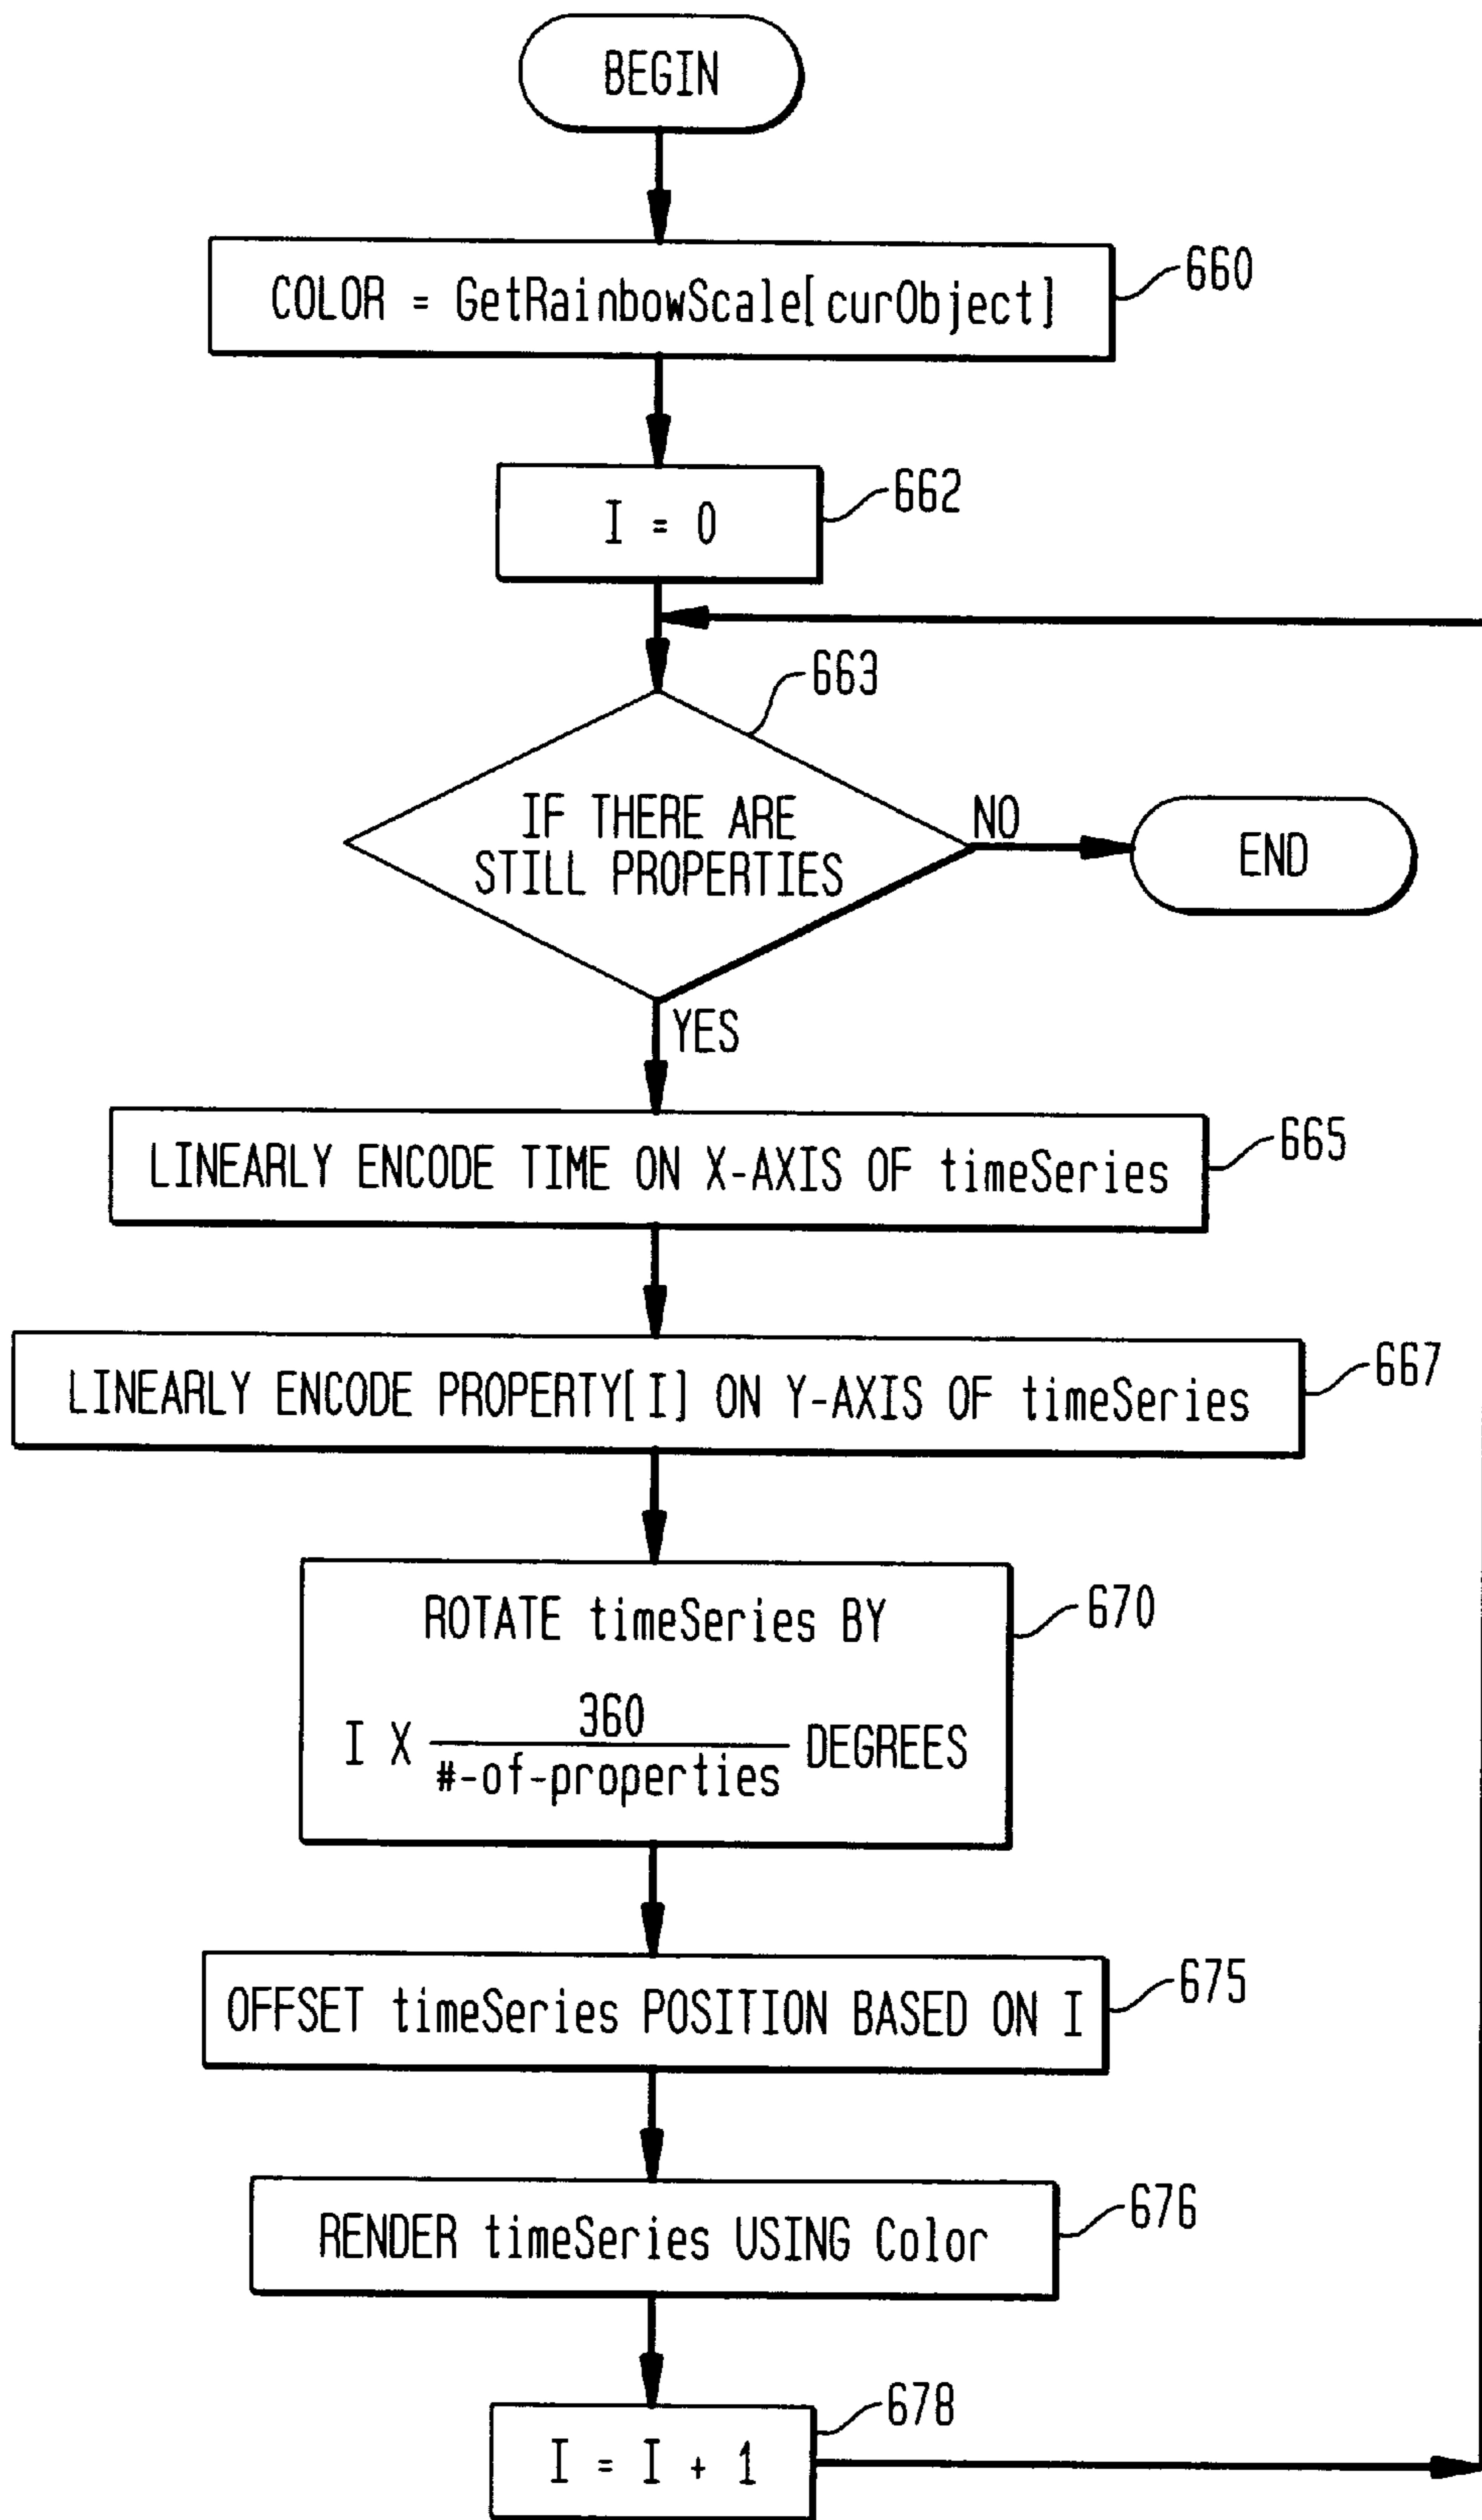 BEGIN
COLOR = GetRainbowScale[curObject]
660
I = 0
662
663
IF THERE ARE
STILL PROPERTIES
NO
END
YES
LINEARLY ENCODE TIME ON X-AXIS OF timeSeries
665
LINEARLY ENCODE PROPERTY[I] ON Y-AXIS OF timeSeries
667
ROTATE timeSeries BY
670
I X 360 / #-of-properties DEGREES
OFFSET timeSeries POSITION BASED ON I
675
RENDER timeSeries USING Color
676
I = I + 1
678